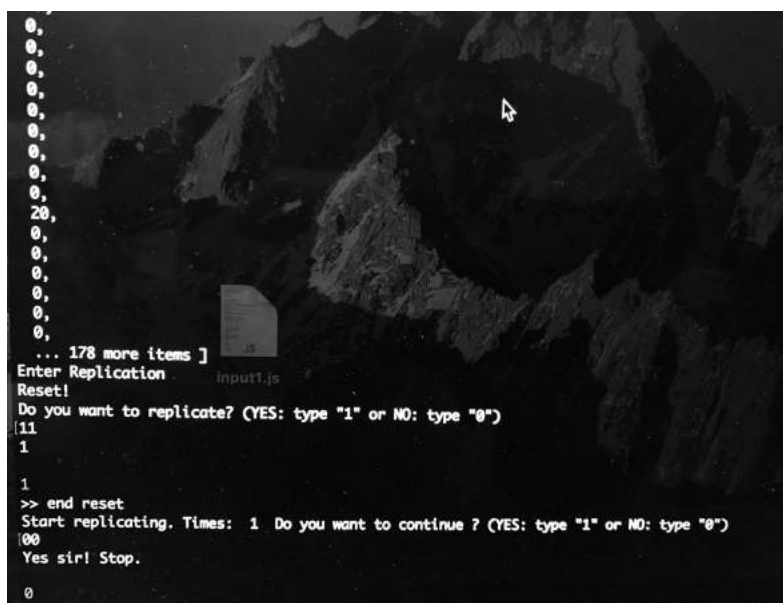 0,
0,
0,
0,
0,
0,
0,
0,
0,
20,
0,
0,
0,
0,
0,
0,
... 178 more items ]
JS
input1.js
Enter Replication
Reset!
Do you want to replicate? (YES: type "1" or NO: type "0")
[11
1
1
>> end reset
Start replicating. Times: 1 Do you want to continue ? (YES: type "1" or NO: type "0")
[00
Yes sir! Stop.
0